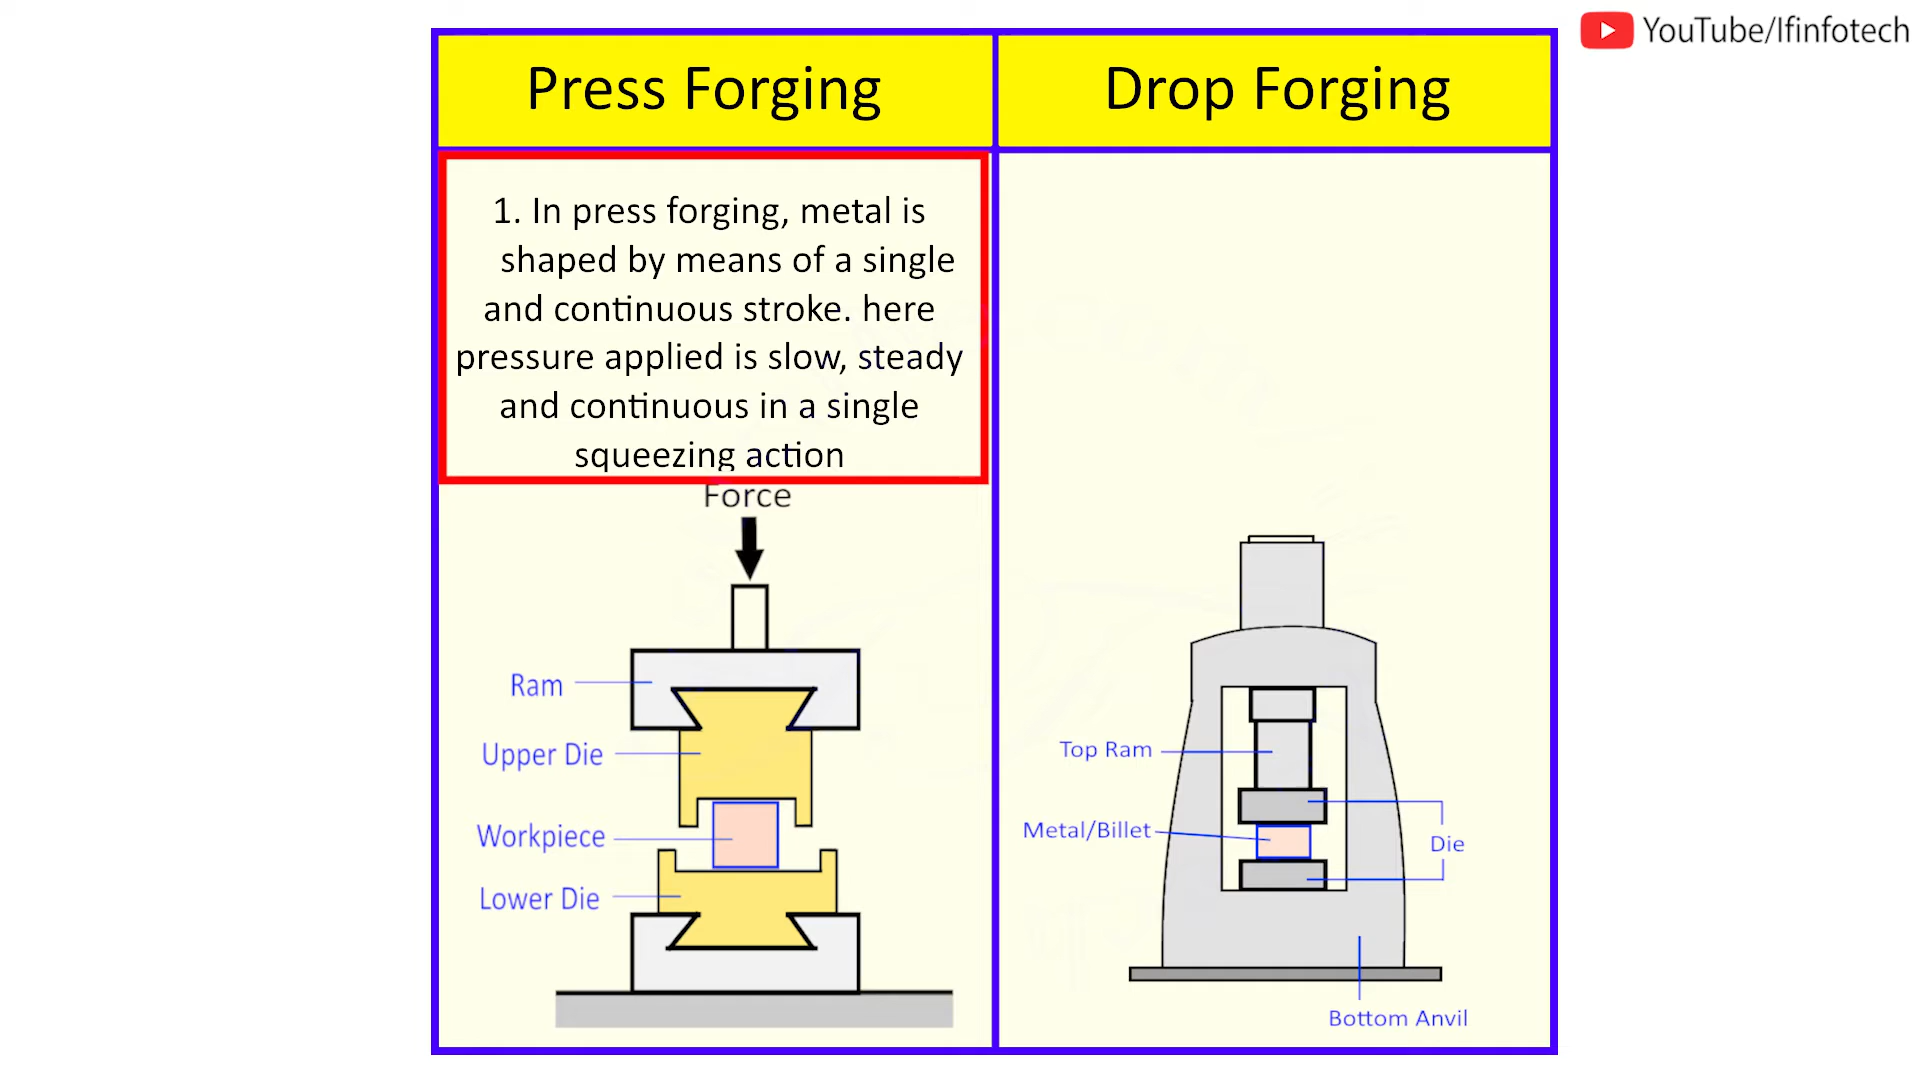 YouTube/lfinfotech
Press Forging
Drop Forging
1. In press forging, metal is
shaped by means of a single
and continuous stroke. here
pressure applied is slow, steady
and continuous in a single
squeezing action
Force
Ram
Upper Die
Workpiece
Lower Die
Top Ram
Metal/Billet
Die
Bottom Anvil